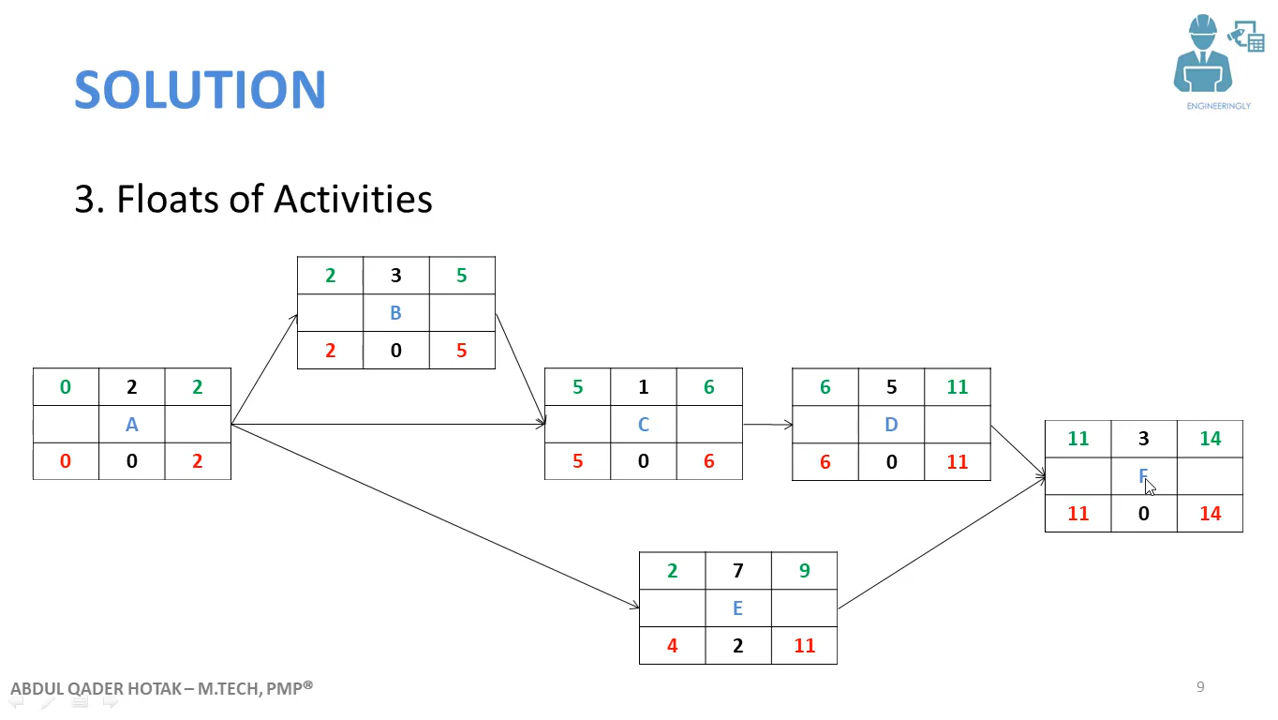 SOLUTION
ENGINEERINGLY
3. Floats of Activities
2 3 5
B
2 0 5
0 2 2
A
0 0 2
5 1 6
C
5 0 6
6 5 11
D
6 0 11
11 3 14
F
11 0 14
2 7 9
E
4 2 11
ABDUL QADER HOTAK – M.TECH, PMP®
9